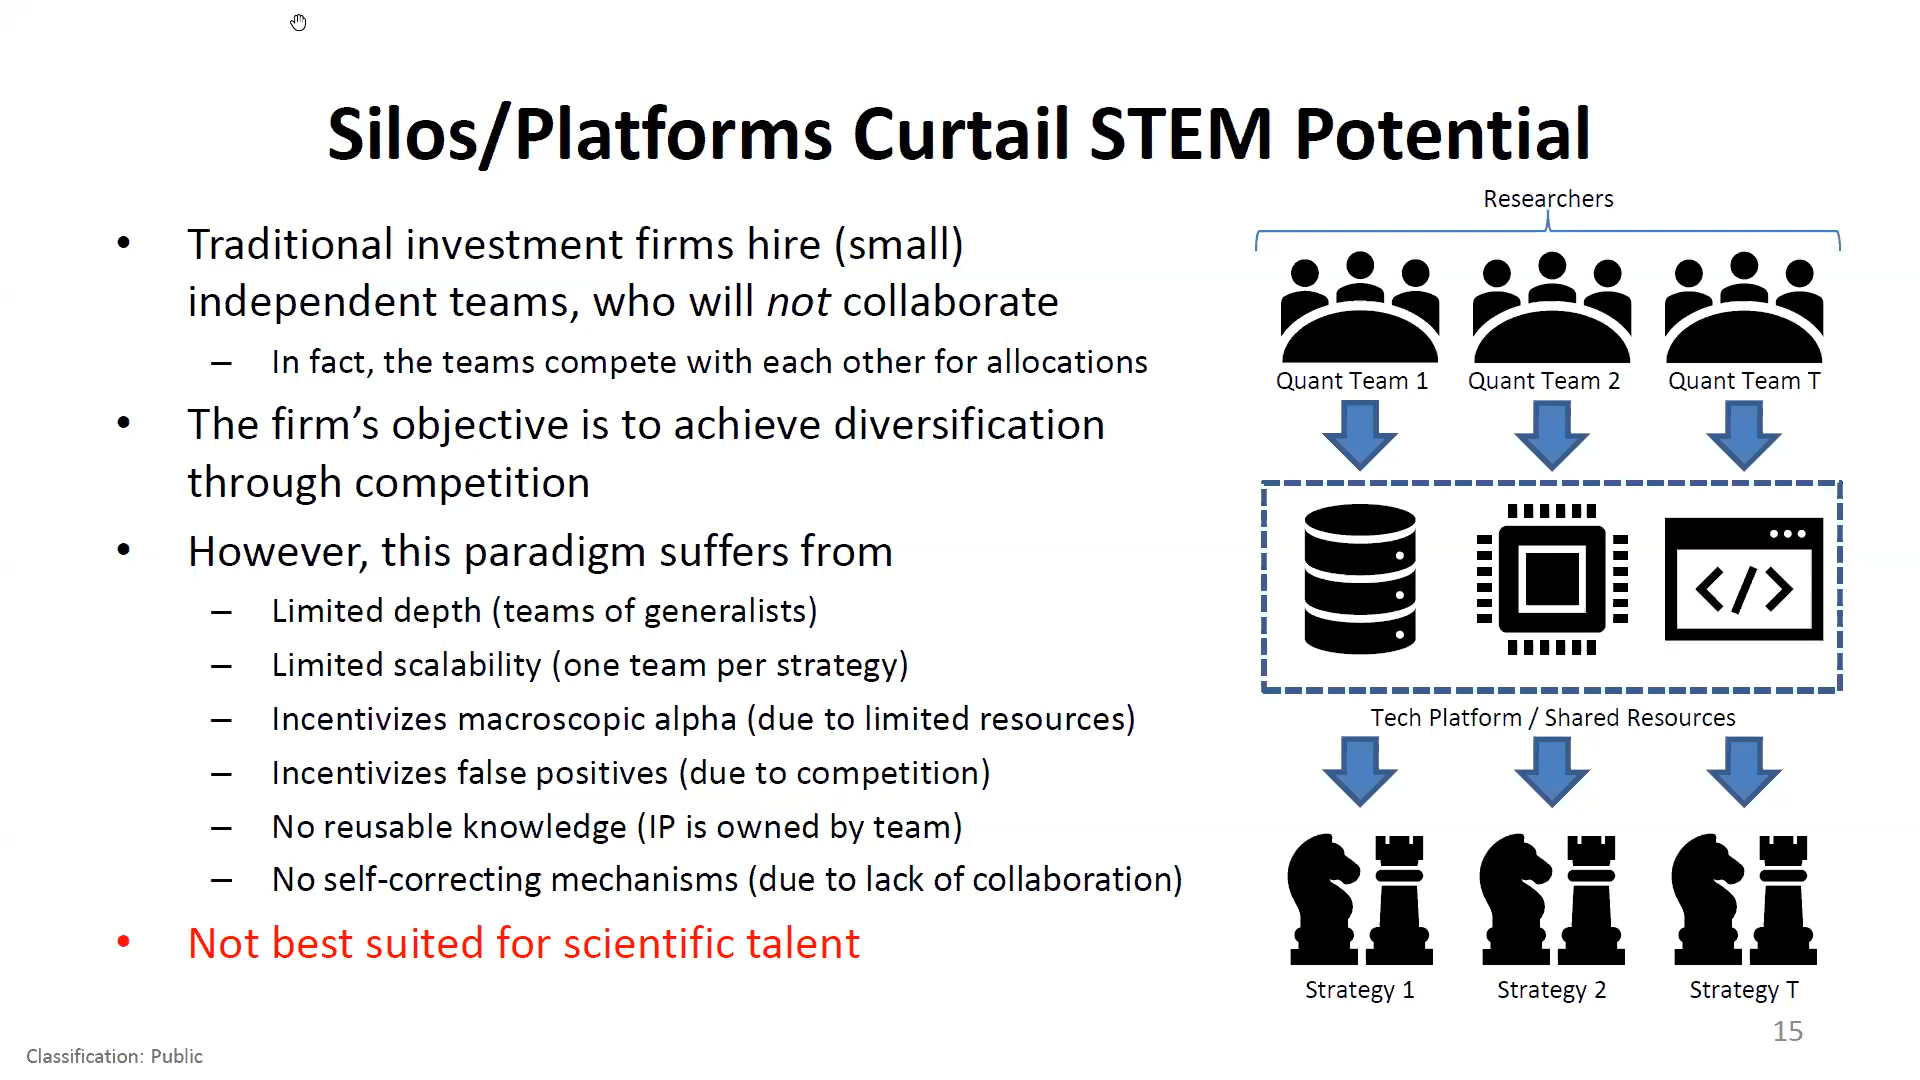 Silos/Platforms Curtail STEM Potential
• Traditional investment firms hire (small)
independent teams, who will not collaborate
– In fact, the teams compete with each other for allocations
• The firm’s objective is to achieve diversification
through competition
• However, this paradigm suffers from
– Limited depth (teams of generalists)
– Limited scalability (one team per strategy)
– Incentivizes macroscopic alpha (due to limited resources)
– Incentivizes false positives (due to competition)
– No reusable knowledge (IP is owned by team)
– No self-correcting mechanisms (due to lack of collaboration)
• Not best suited for scientific talent
Researchers
Quant Team 1
Quant Team 2
Quant Team T
</>
Tech Platform / Shared Resources
Strategy 1
Strategy 2
Strategy T
15
Classification: Public